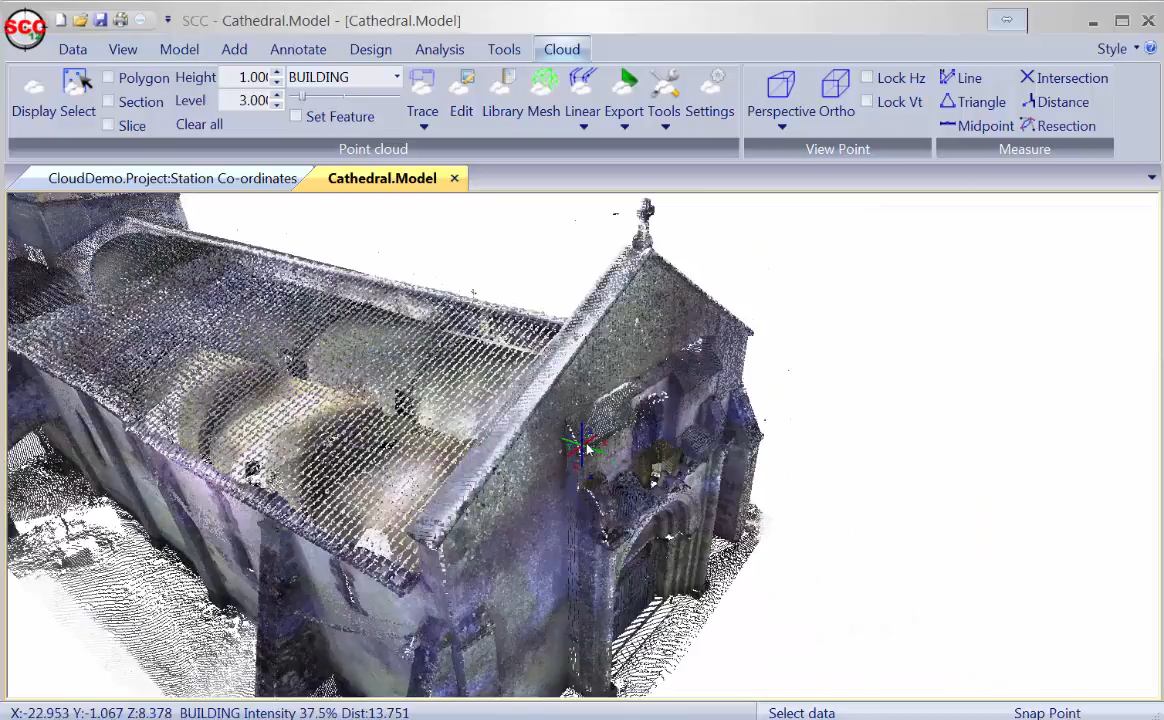 SCC
SCC - Cathedral.Model - [Cathedral.Model]
Data View Model Add Annotate Design Analysis Tools Cloud Style
Polygon Height 1.000 BUILDING Lock Hz Line Intersection
Section Level 3.000 Lock Vt Triangle Distance
Display Select Slice Clear all Set Feature Trace Edit Library Mesh Linear Export Tools Settings Perspective Ortho Midpoint Resection
Point cloud View Point Measure
CloudDemo.Project:Station Co-ordinates Cathedral.Model
X:-22.953 Y:-1.067 Z:8.378 BUILDING Intensity 37.5% Dist:13.751 Select data Snap Point